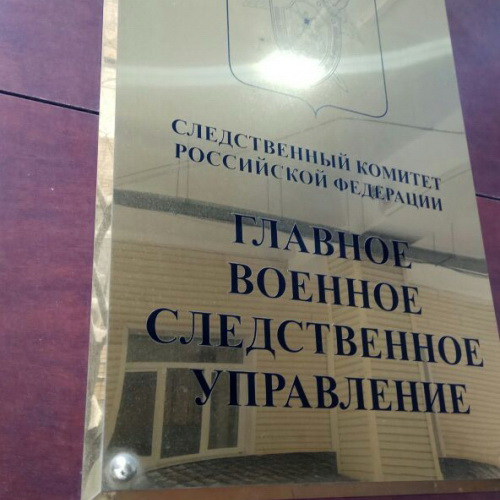 СЛЕДСТВЕННЫЙ КОМИТЕТ
РОССИЙСКОЙ ФЕДЕРАЦИИ
ГЛАВНОЕ
ВОЕННОЕ
СЛЕДСТВЕННОЕ
УПРАВЛЕНИЕ